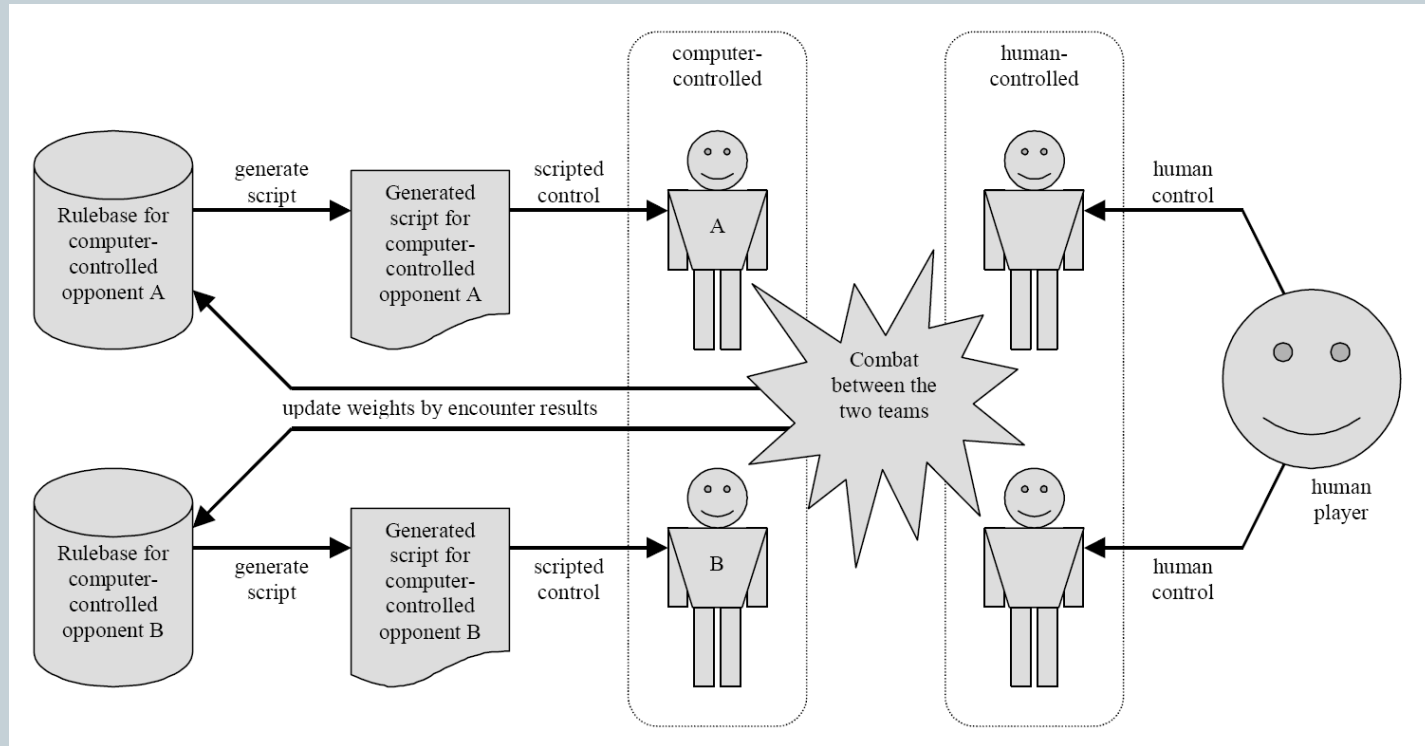 computer-
controlled
human-
controlled
generate
script
scripted
control
human
control
Rulebase for
computer-
controlled
opponent A
Generated
script for
computer-
controlled
opponent A
A
Combat
between the
two teams
update weights by encounter results
human
player
Rulebase for
computer-
controlled
opponent B
generate
script
Generated
script for
computer-
controlled
opponent B
scripted
control
B
human
control